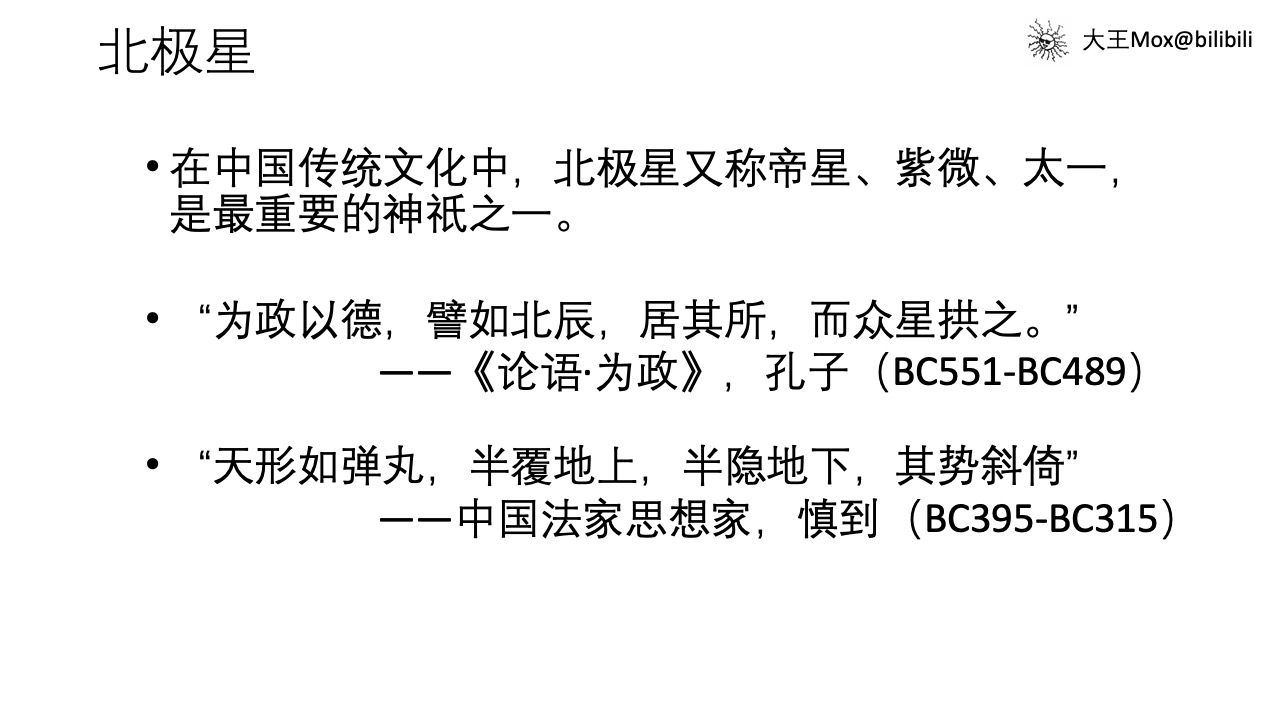 北极星
大王Mox@bilibili
•在中国传统文化中，北极星又称帝星、紫微、太一，
是最重要的神祇之一。
• “为政以德，譬如北辰，居其所，而众星拱之。”
——《论语·为政》，孔子（BC551-BC489）
• “天形如弹丸，半覆地上，半隐地下，其势斜倚”
——中国法家思想家，慎到（BC395-BC315）